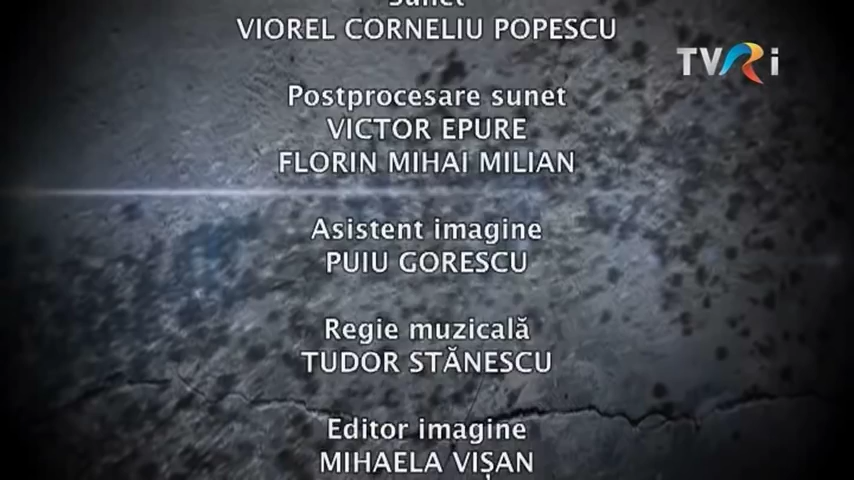 Sunet
VIOREL CORNELIU POPESCU
TVRi
Postprocesare sunet
VICTOR EPURE
FLORIN MIHAI MILIAN
Asistent imagine
PUIU GORESCU
Regie muzicală
TUDOR STĂNESCU
Editor imagine
MIHAELA VIȘAN